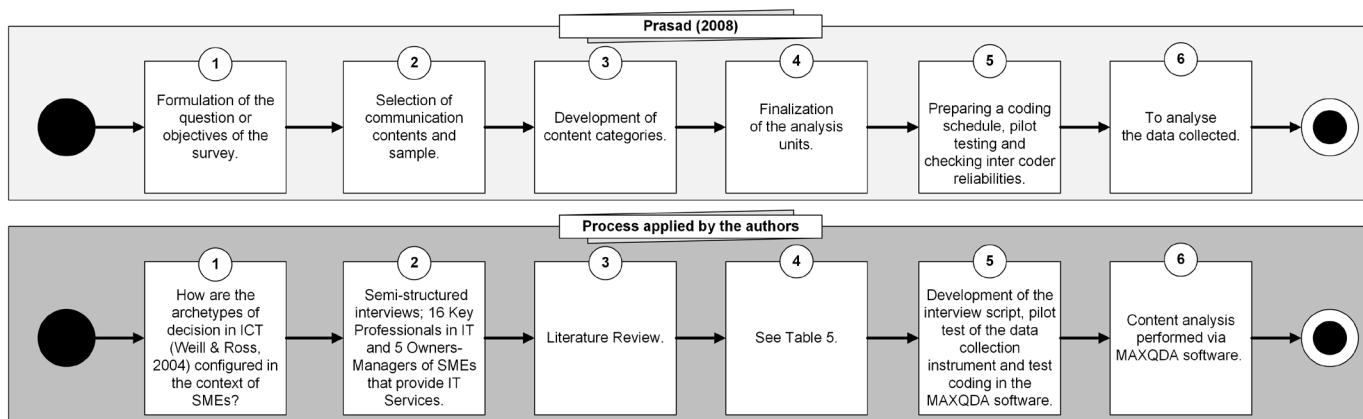 Prasad (2008)
1
Formulation of the
question or
objectives of the
survey.
2
Selection of
communication
contents and
sample.
3
Development of
content categories.
4
Finalization
of the analysis
units.
5
Preparing a coding
schedule, pilot
testing and
checking inter coder
reliabilities.
6
To analyse
the data collected.
Process applied by the authors
1
How are the
archetypes of
decision in ICT
(Weill & Ross,
2004) configured in
the context of
SMEs?
2
Semi-structured
interviews; 16 Key
Professionals in IT
and 5 Owners-
Managers of SMEs
that provide IT
Services.
3
Literature Review.
4
See Table 5.
5
Development of the
interview script, pilot
test of the data
collection
instrument and test
coding in the
MAXQDA software.
6
Content analysis
performed via
MAXQDA software.